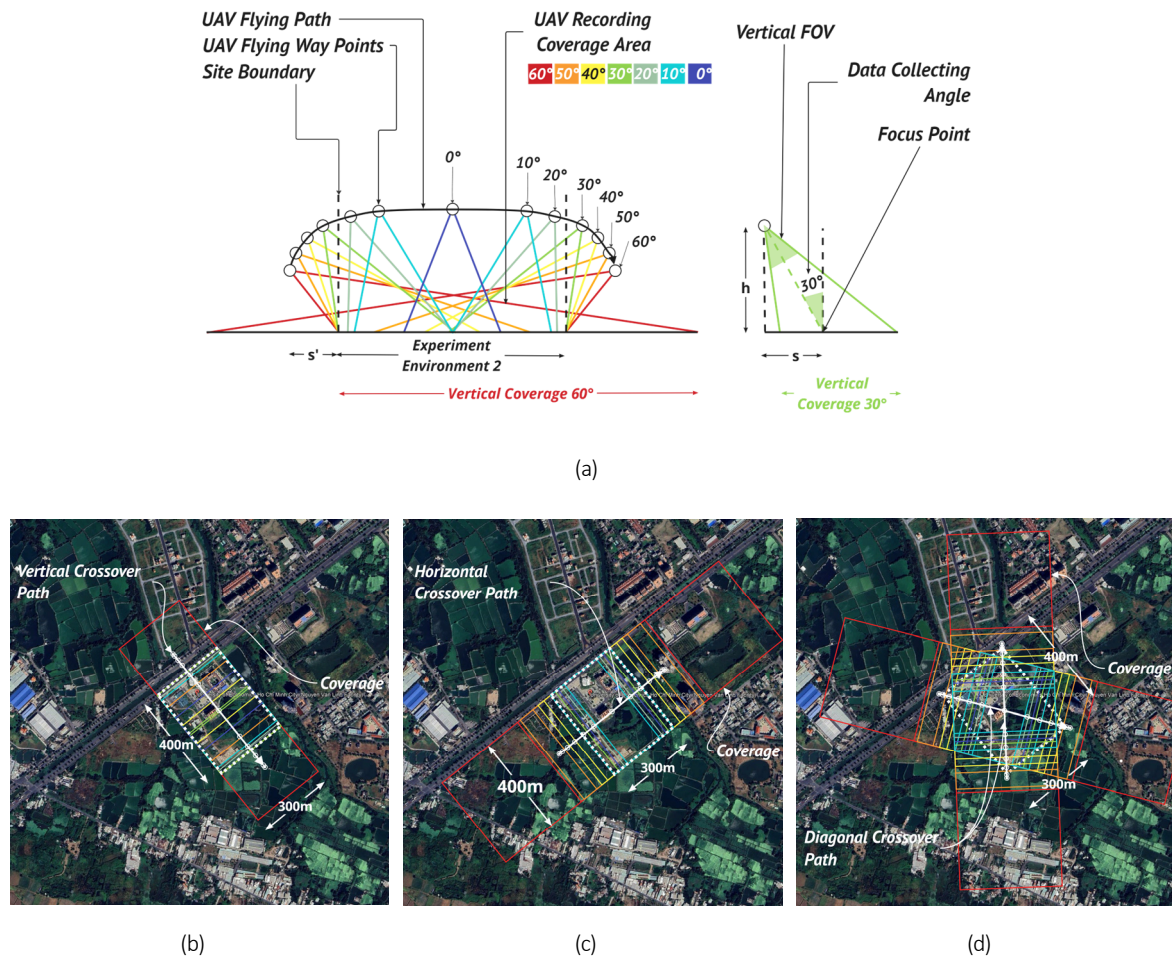 UAV Flying Path
UAV Flying Way Points
Site Boundary
UAV Recording
Coverage Area
60° 50° 40° 30° 20° 10° 0°
Vertical FOV
Data Collecting
Angle
Focus Point
0°
10°
20°
30°
40°
50°
60°
s'
Experiment
Environment 2
Vertical Coverage 60°
h
30°
s
Vertical
Coverage 30°
(a)
Vertical Crossover
Path
Coverage
400m
300m
(b)
Horizontal
Crossover Path
Coverage
300m
400m
(c)
400m
Coverage
300m
Diagonal Crossover
Path
(d)